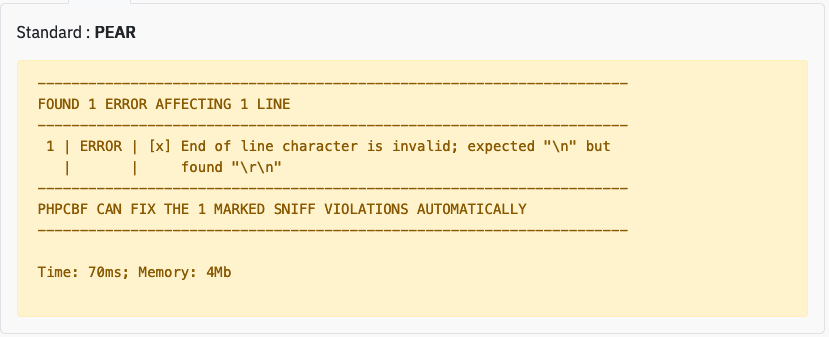 Standard : PEAR
----------------------------------------------------------------------
FOUND 1 ERROR AFFECTING 1 LINE
----------------------------------------------------------------------
 1 | ERROR | [x] End of line character is invalid; expected "\n" but
   |       |     found "\r\n"
----------------------------------------------------------------------
PHPCBF CAN FIX THE 1 MARKED SNIFF VIOLATIONS AUTOMATICALLY
----------------------------------------------------------------------
Time: 70ms; Memory: 4Mb